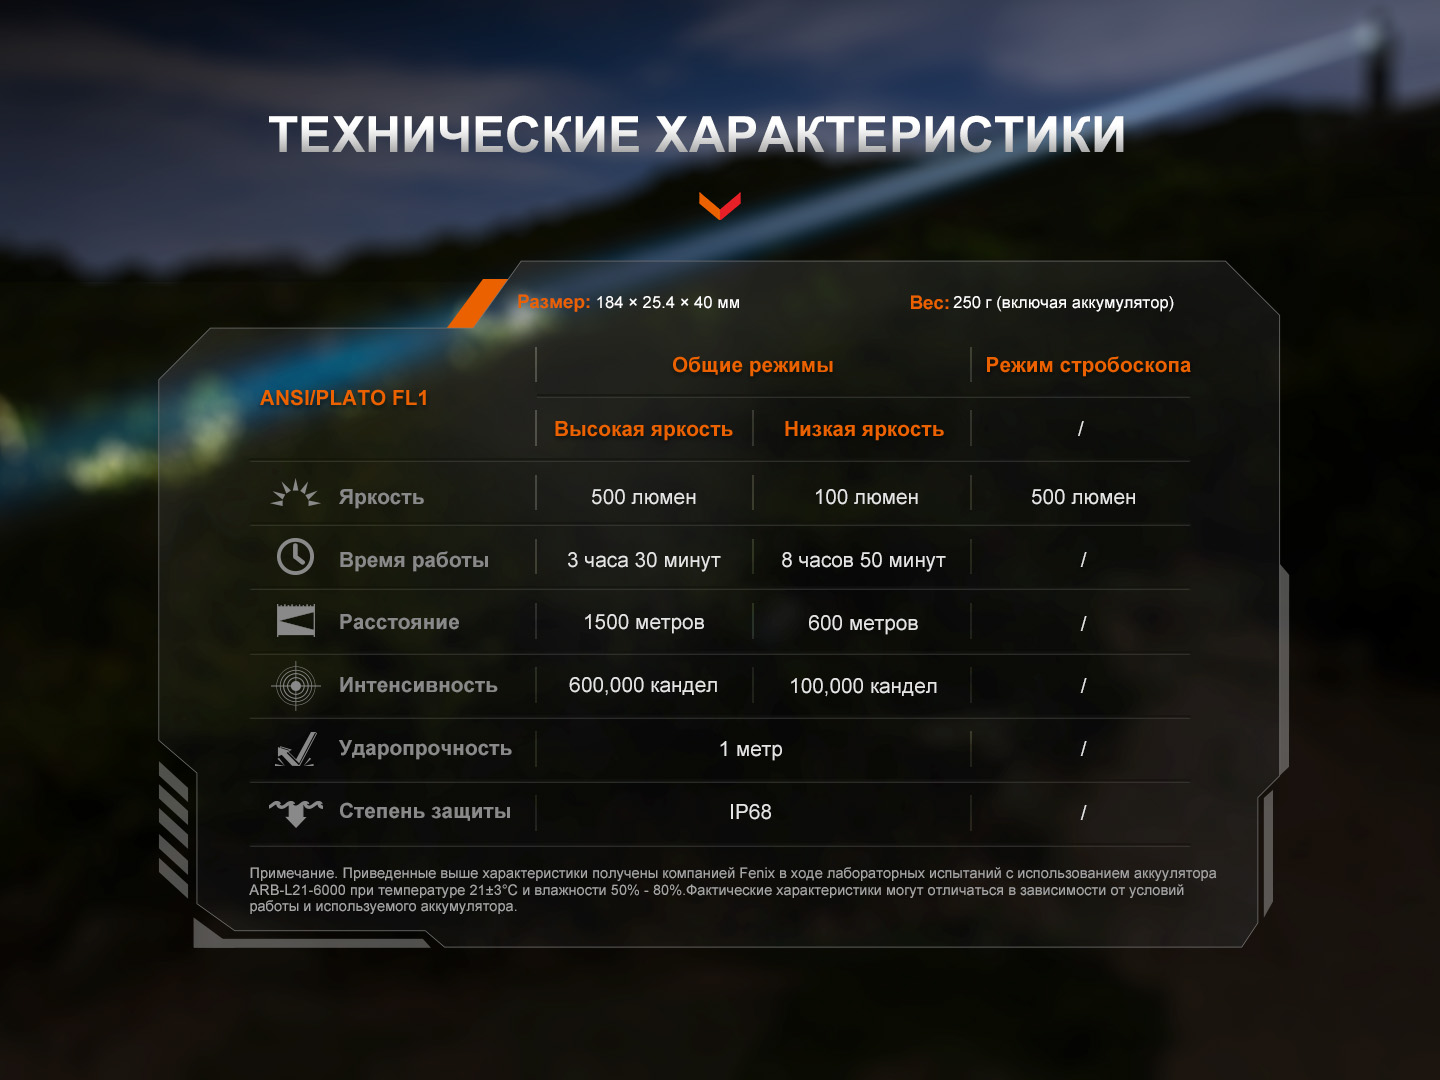 ТЕХНИЧЕСКИЕ ХАРАКТЕРИСТИКИ
Размер: 184 × 25.4 × 40 мм
Вес: 250 г (включая аккумулятор)
Общие режимы
Режим стробоскопа
ANSI/PLATO FL1
Высокая яркость
Низкая яркость
/
Яркость
500 люмен
100 люмен
500 люмен
Время работы
3 часа 30 минут
8 часов 50 минут
/
Расстояние
1500 метров
600 метров
/
Интенсивность
600,000 кандел
100,000 кандел
/
Ударопрочность
1 метр
/
Степень защиты
IP68
/
Примечание. Приведенные выше характеристики получены компанией Fenix в ходе лабораторных испытаний с использованием аккуулятора
ARB-L21-6000 при температуре 21±3°C и влажности 50% - 80%.Фактические характеристики могут отличаться в зависимости от условий
работы и используемого аккумулятора.